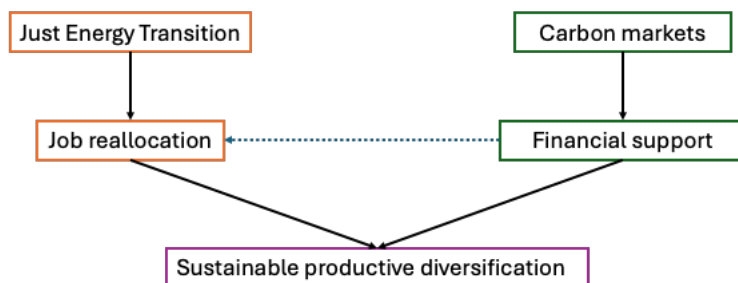 Just Energy Transition
Carbon markets
Job reallocation
Financial support
Sustainable productive diversification